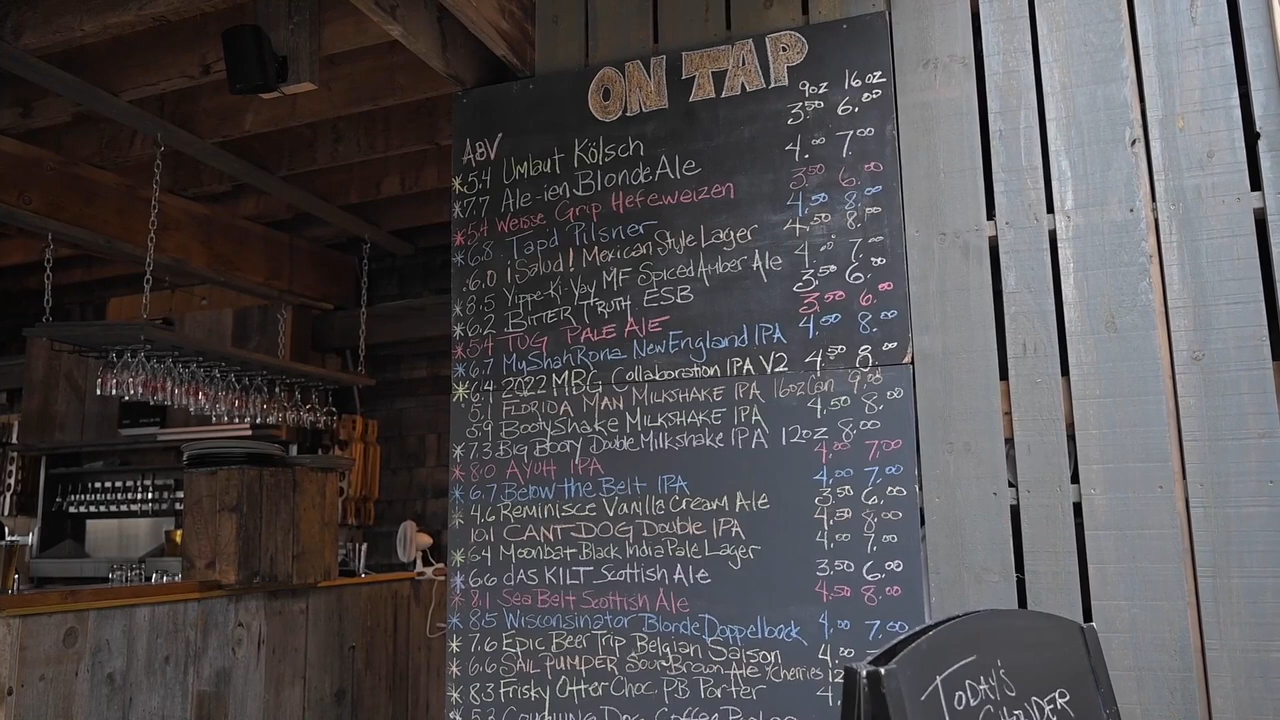 ON TAP
9oz 16oz
ABV 3.50 6.00
*5.4 Umlaut Kölsch 4.00 7.00
*7.7 Ale-ien Blonde Ale 3.50 6.00
*5.4 Weisse Grip Hefeweizen 4.50 8.00
*6.8 Tap'd Pilsner 4.50 8.00
6.0 ¡Salud! Mexican Style Lager 4.00 7.00
*8.5 Yippe-Ki-Yay MF Spiced Amber Ale 3.50 6.00
*6.2 BITTER TRUTH ESB 3.50 6.00
*5.4 TUG PALE ALE 4.00 8.00
*6.7 MyShahRona New England IPA
*6.4 2022 MBG Collaboration IPA V2 4.50 8.00
5.1 FLORIDA MAN MILKSHAKE IPA 16oz Can 9.00
5.9 BootyShake MILKSHAKE IPA 4.50 8.00
*7.3 Big Booty Double Milkshake IPA 12oz 8.00
*8.0 AYUH IPA 4.00 7.00
*6.7 Below the Belt IPA 4.00 7.00
*4.6 Reminisce Vanilla Cream Ale 3.50 6.00
10.1 CANT DOG Double IPA 4.50 8.00
*6.4 Moonbat Black India Pale Lager 4.00 7.00
*6.6 dAS KILT Scottish Ale 3.50 6.00
*8.1 Sea Belt Scottish Ale 4.50 8.00
*8.5 Wisconsinator Blonde Doppelbock 4.00 7.00
*7.6 EPIC Beer Trip Belgian Saison 4.00
*6.6 SAIL PUMPER Sour Brown Ale w/Cherries 12
*8.3 Frisky Otter Choc. PB Porter 4.
5.3 Coughing Dog Coffee Porter
TODAY'S
CHOWDER